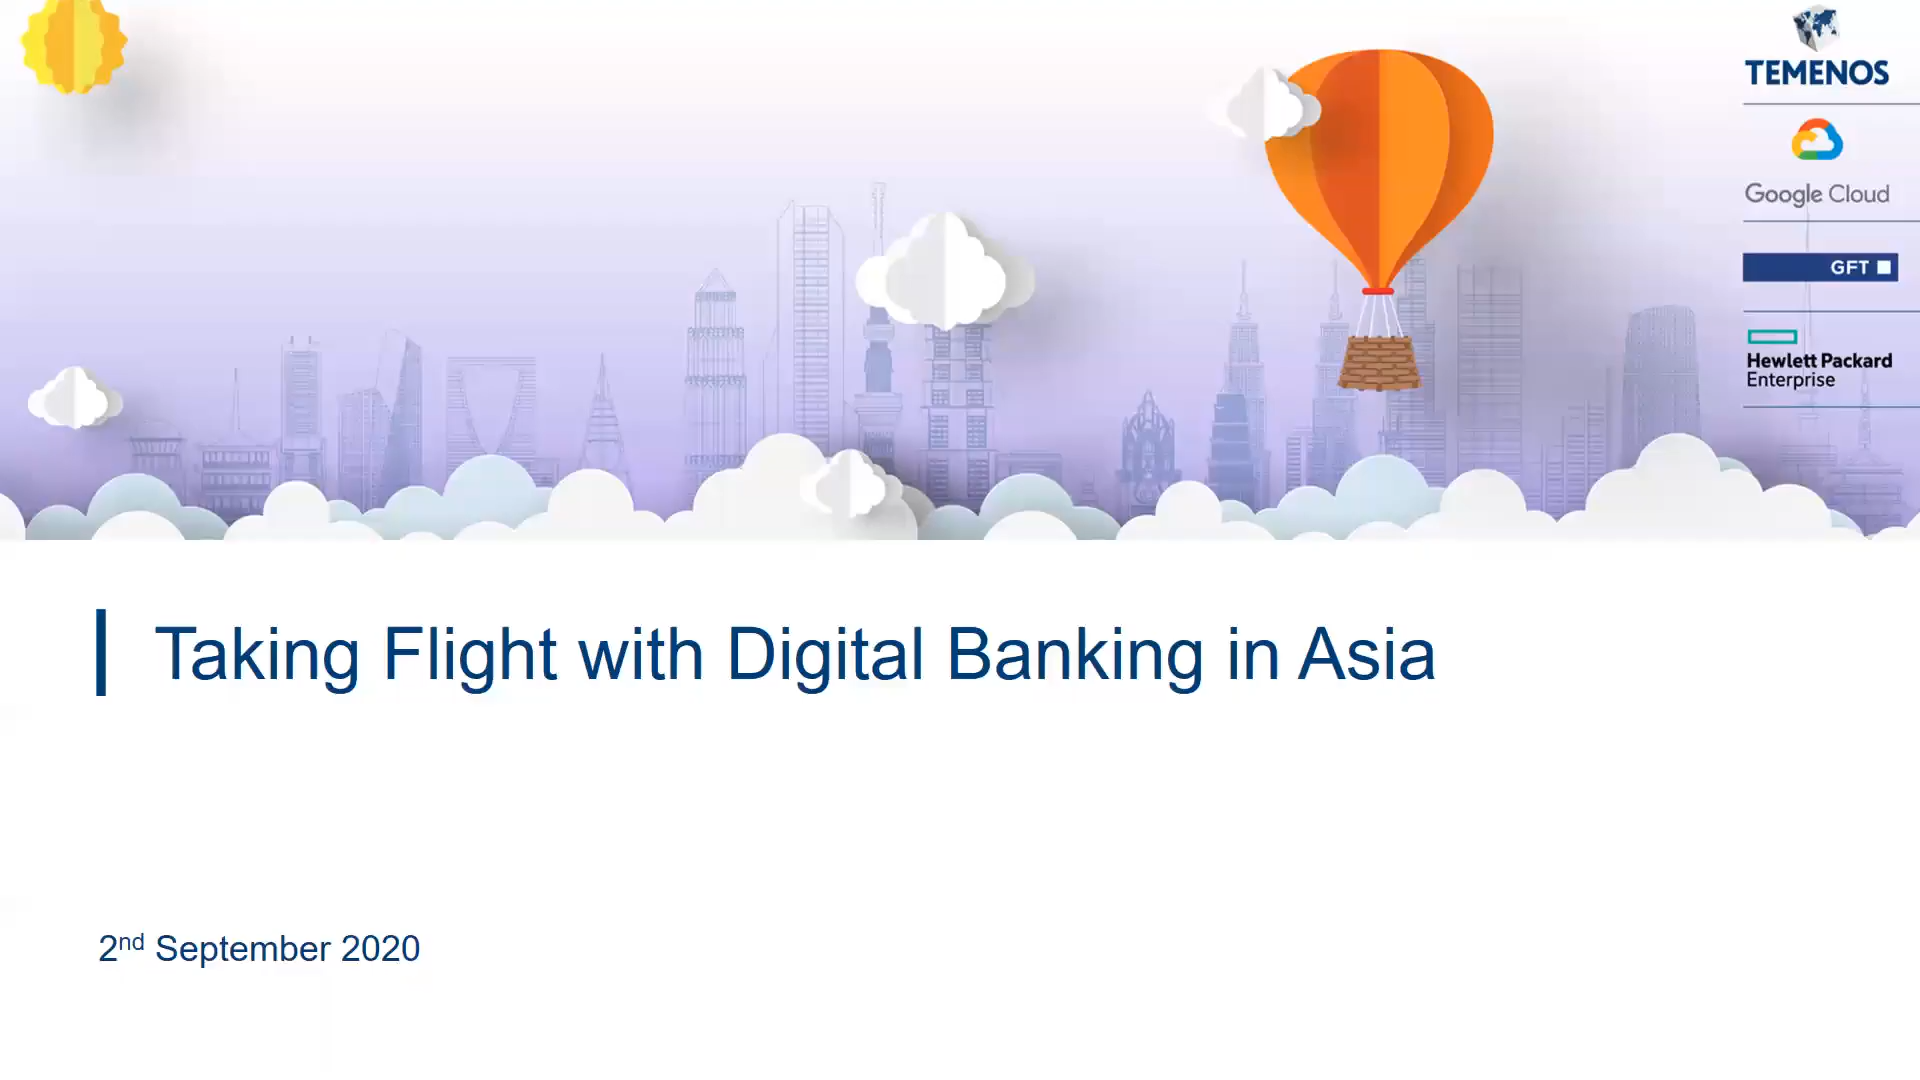 TEMENOS
Google Cloud
GFT
Hewlett Packard
Enterprise
Taking Flight with Digital Banking in Asia
2nd September 2020